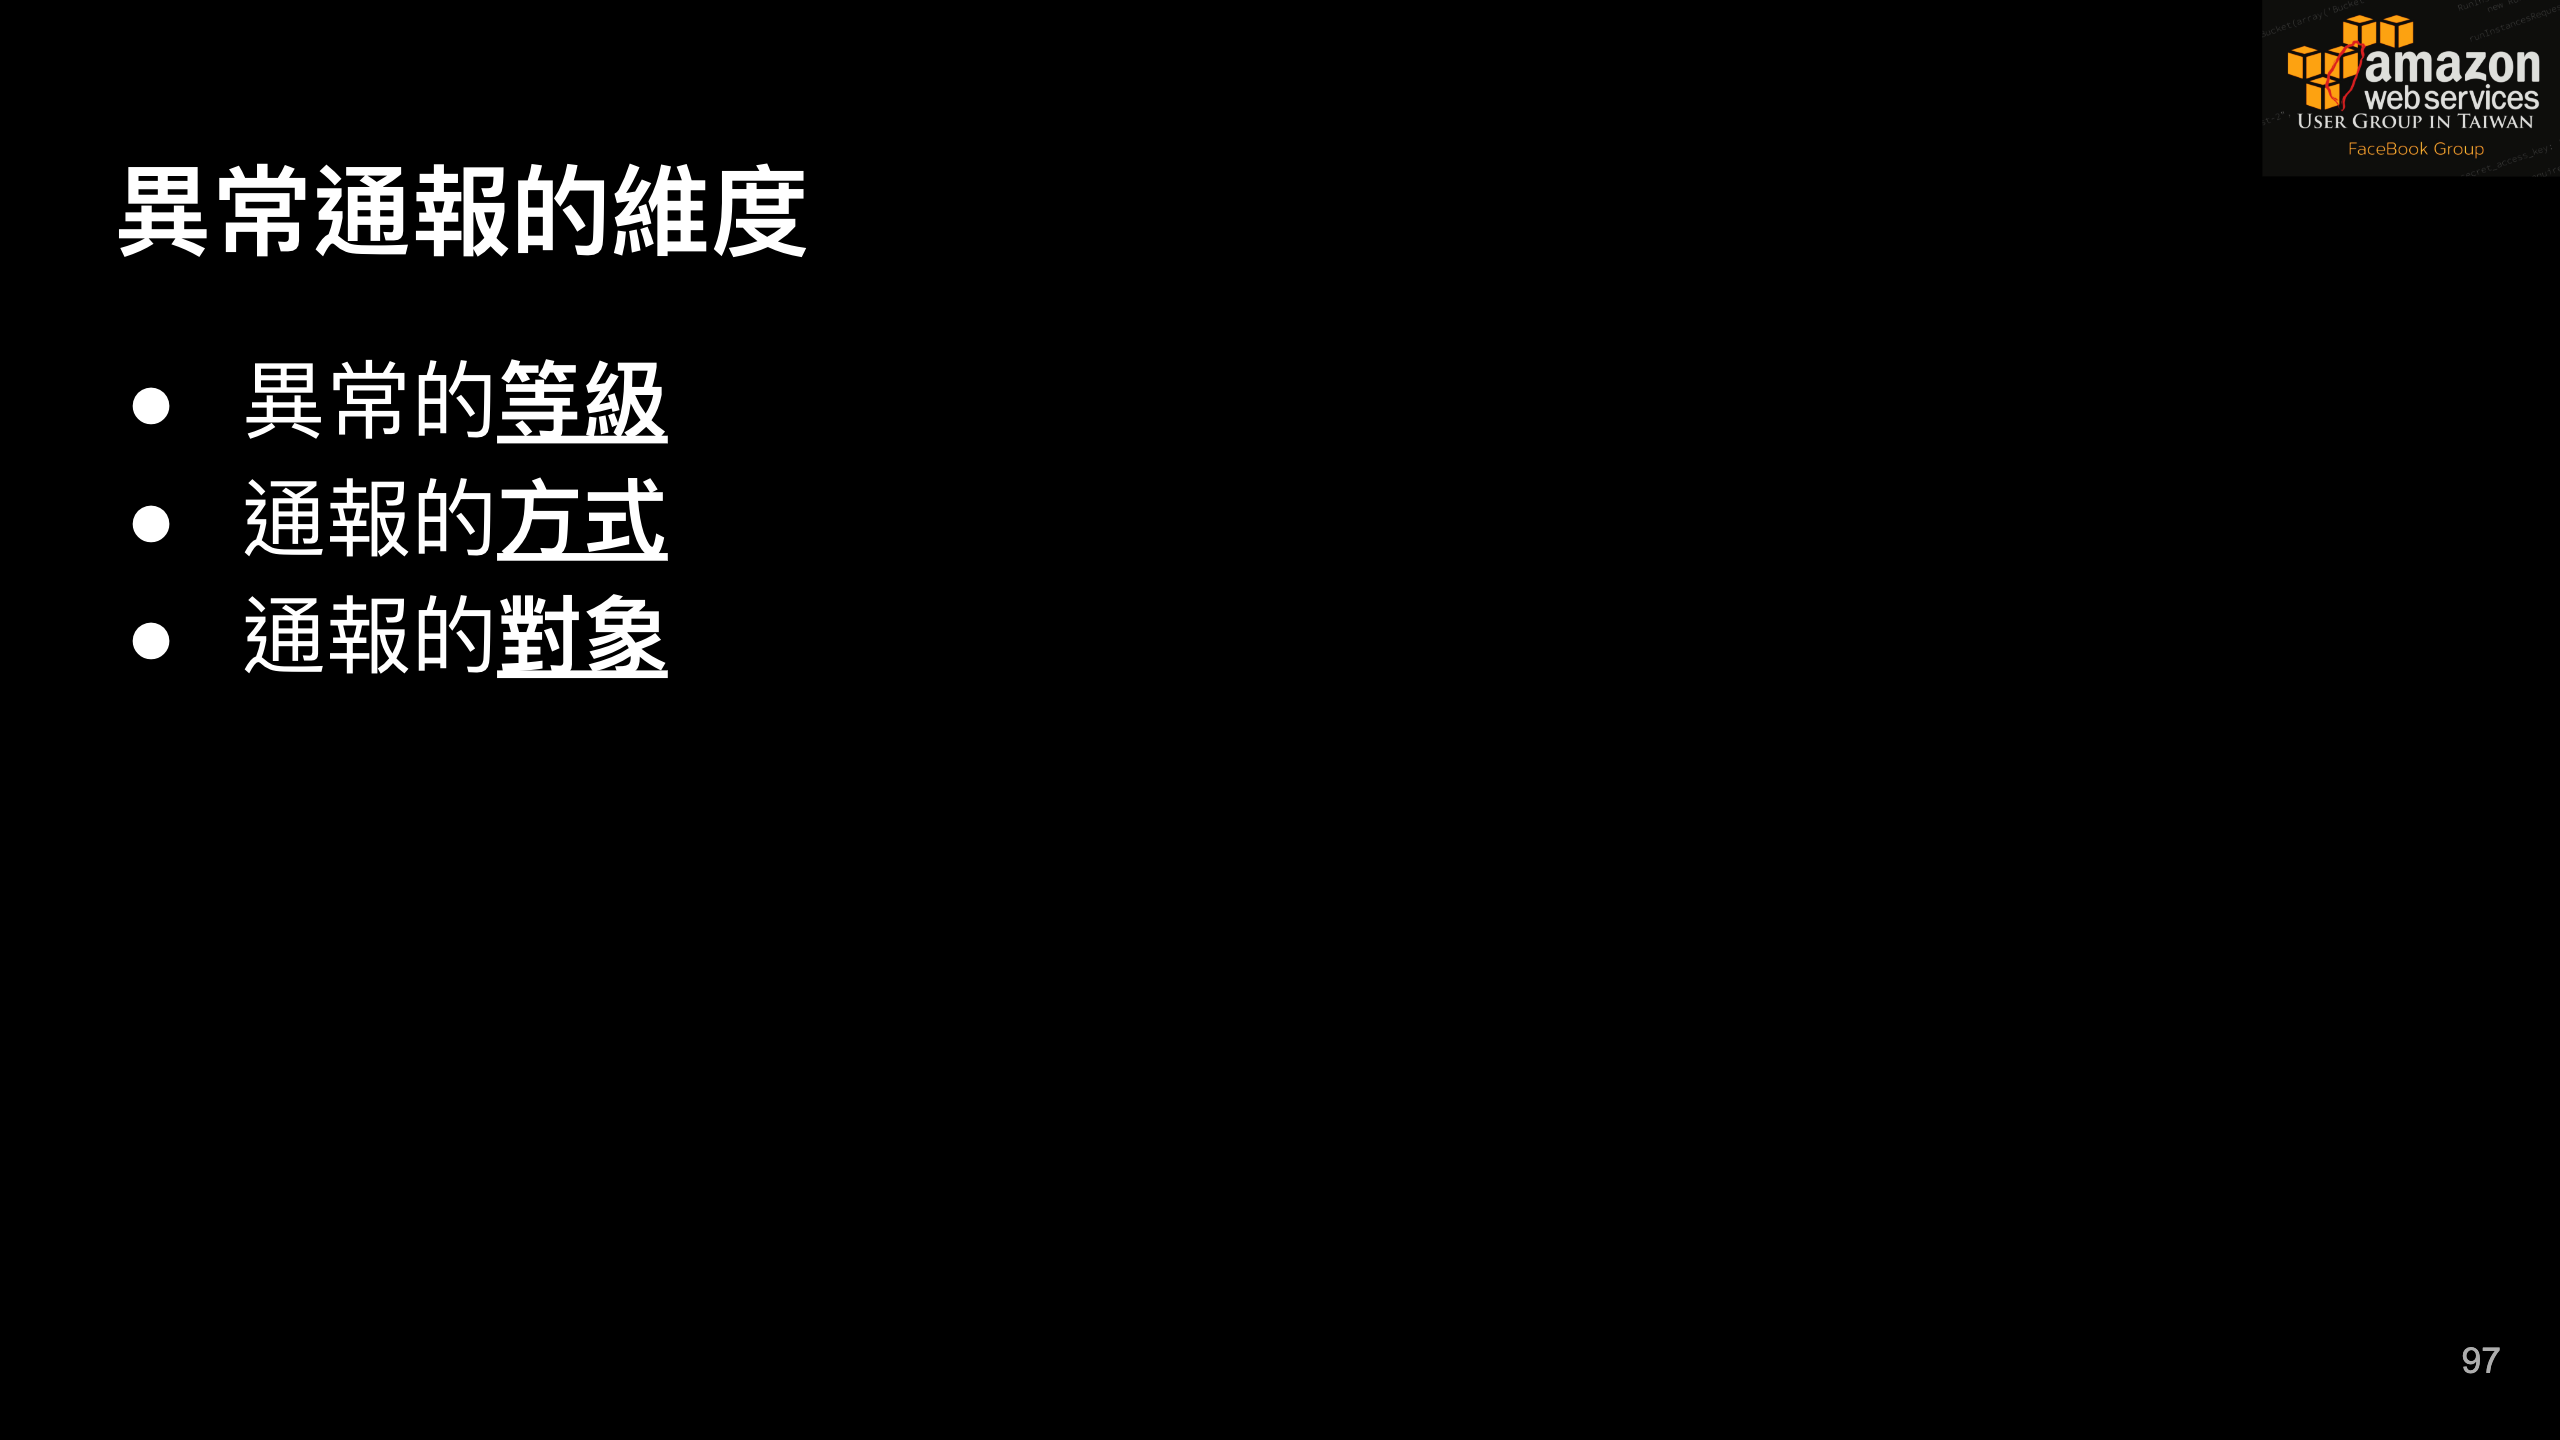 amazon
web services
USER GROUP IN TAIWAN
FaceBook Group
異常通報的維度
● 異常的等級
● 通報的方式
● 通報的對象
97